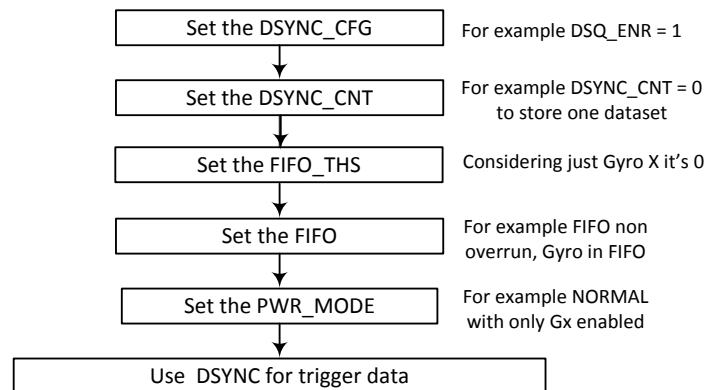 Set the DSYNC_CFG
For example DSQ_ENR = 1
Set the DSYNC_CNT
For example DSYNC_CNT = 0
to store one dataset
Set the FIFO_THS
Considering just Gyro X it's 0
Set the FIFO
For example FIFO non
overrun, Gyro in FIFO
Set the PWR_MODE
For example NORMAL
with only Gx enabled
Use DSYNC for trigger data